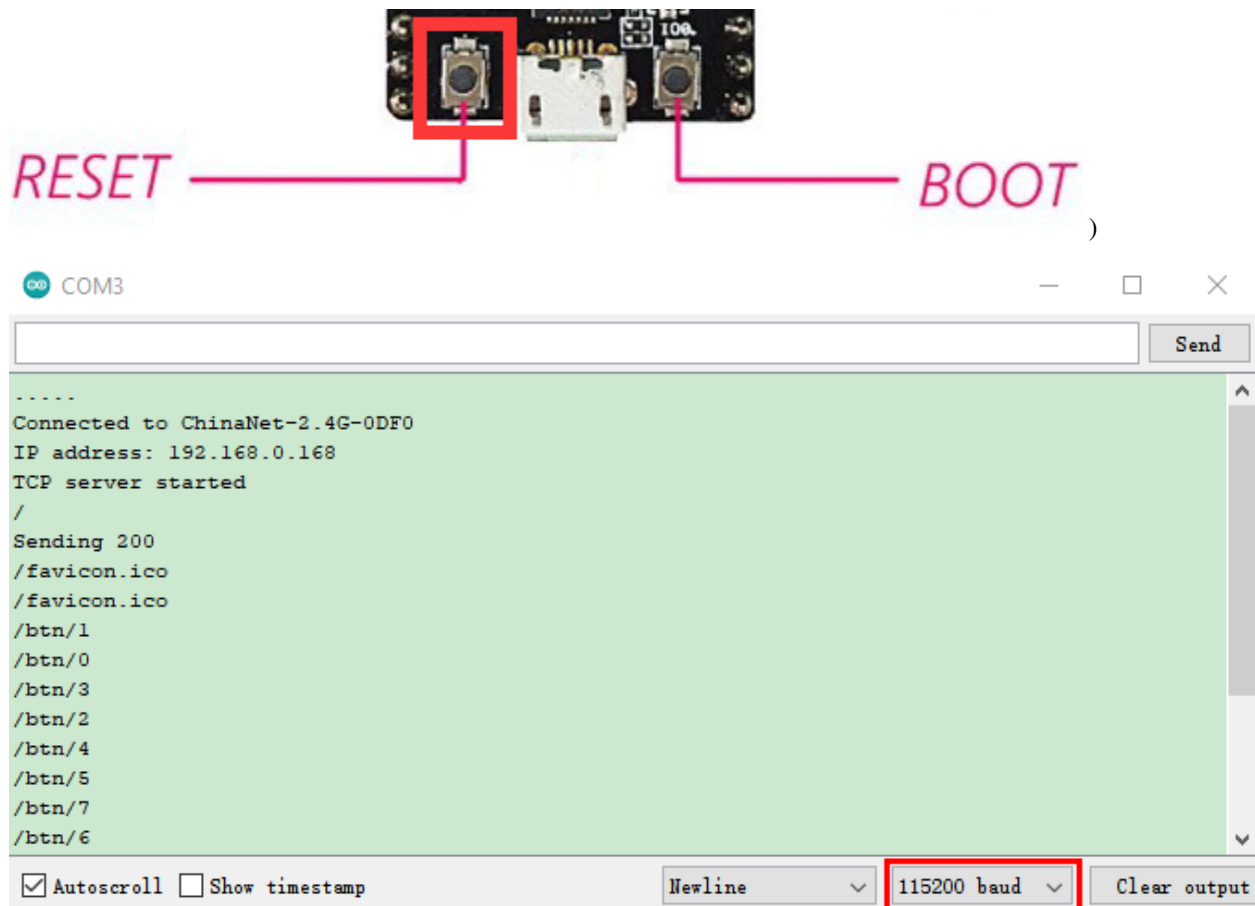 IO0
RESET
BOOT
)
COM3
Send
.....
Connected to ChinaNet-2.4G-0DF0
IP address: 192.168.0.168
TCP server started
/
Sending 200
/favicon.ico
/favicon.ico
/btn/1
/btn/0
/btn/3
/btn/2
/btn/4
/btn/5
/btn/7
/btn/6
Autoscroll Show timestamp Newline 115200 baud Clear output